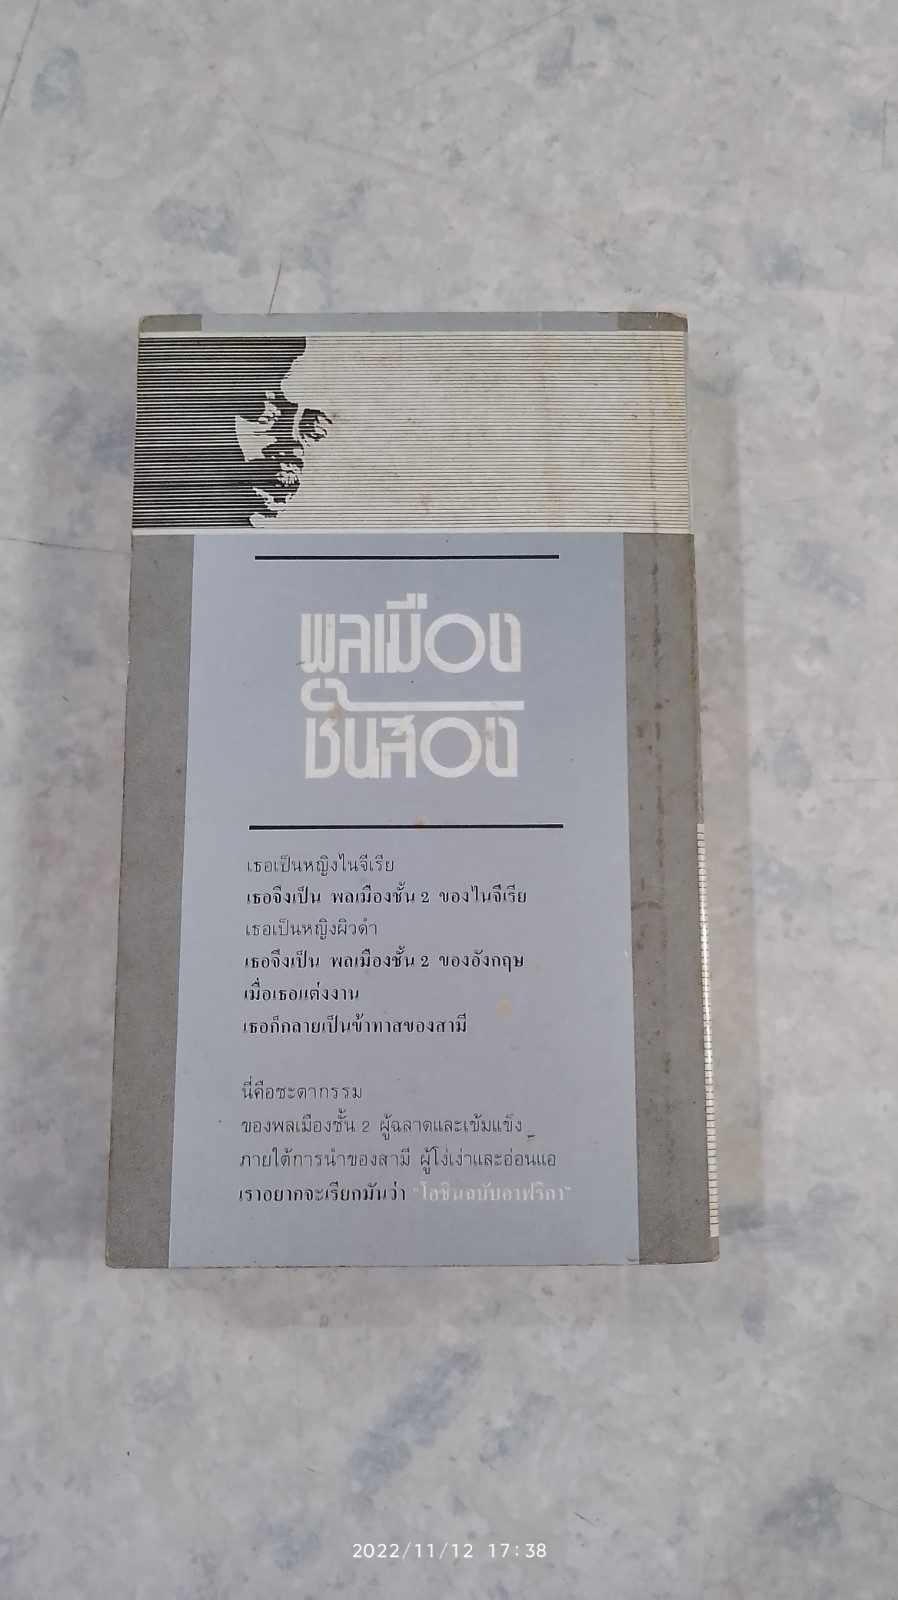 พลเมือง
ชั้นสอง
เธอเป็นหญิงไนจีเรีย
เธอจึงเป็น พลเมืองชั้น 2 ของไนจีเรีย
เธอเป็นหญิงผิวดำ
เธอจึงเป็น พลเมืองชั้น 2 ของอังกฤษ
เมื่อเธอแต่งงาน
เธอก็กลายเป็นข้าทาสของสามี
นี่คือชะตากรรม
ของพลเมืองชั้น 2 ผู้ฉลาดและเข้มแข็ง
ภายใต้การนำของสามี ผู้โง่เง่าและอ่อนแอ
เราอยากจะเรียกมันว่า "โอชินฉบับอาฟริกา"
2022/11/12 17:38